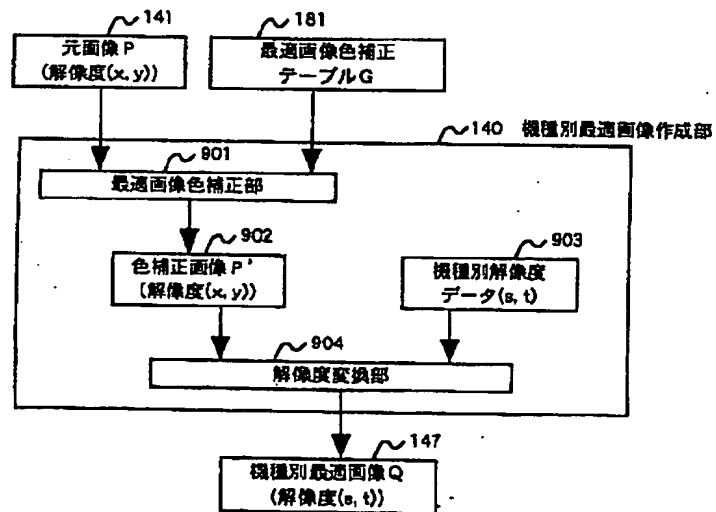 141
元画像P
(解像度(x, y))
181
最適画像色補正
テーブルG
140 機種別最適画像作成部
901
最適画像色補正部
902
色補正画像P'
(解像度(x, y))
903
機種別解像度
データ(s, t)
904
解像度変換部
147
機種別最適画像Q
(解像度(s, t))